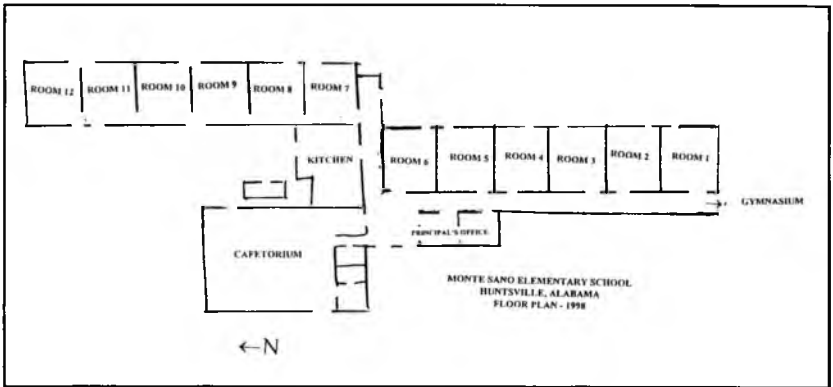 ROOM 12 ROOM 11 ROOM 10 ROOM 9 ROOM 8 ROOM 7
KITCHEN ROOM 6 ROOM 5 ROOM 4 ROOM 3 ROOM 2 ROOM 1
→ GYMNASIUM
PRINCIPAL'S OFFICE
CAFETORIUM
MONTE SANO ELEMENTARY SCHOOL
HUNTSVILLE, ALABAMA
FLOOR PLAN - 1998
←N